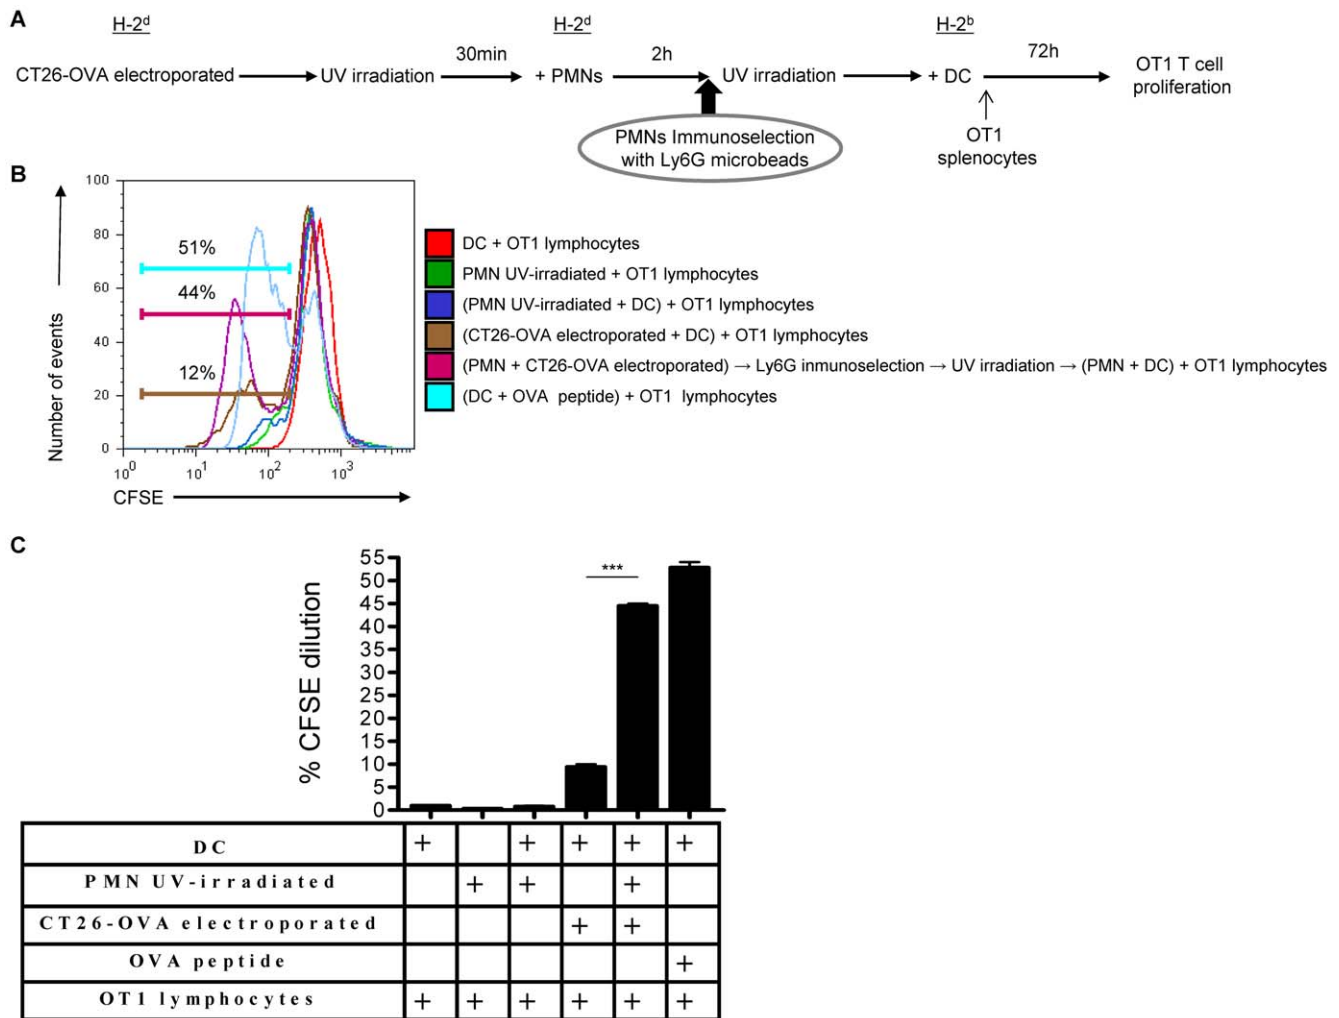 A
H-2d
H-2d
H-2b
CT26-OVA electroporated
UV irradiation
30min
+ PMNs
2h
UV irradiation
+ DC
72h
OT1 T cell
proliferation
PMNs Immunoselection
with Ly6G microbeads
OT1
splenocytes
B
Number of events
100
80
60
40
20
0
51%
44%
12%
10^0
10^1
10^2
10^3
CFSE
DC + OT1 lymphocytes
PMN UV-irradiated + OT1 lymphocytes
(PMN UV-irradiated + DC) + OT1 lymphocytes
(CT26-OVA electroporated + DC) + OT1 lymphocytes
(PMN + CT26-OVA electroporated) → Ly6G inmunoselection → UV irradiation → (PMN + DC) + OT1 lymphocytes
(DC + OVA peptide) + OT1 lymphocytes
C
% CFSE dilution
55
50
45
40
35
30
25
20
15
10
5
0
***
DC + + + + +
PMN UV-irradiated + + +
CT26-OVA electroporated + +
OVA peptide +
OT1 lymphocytes + + + + + +